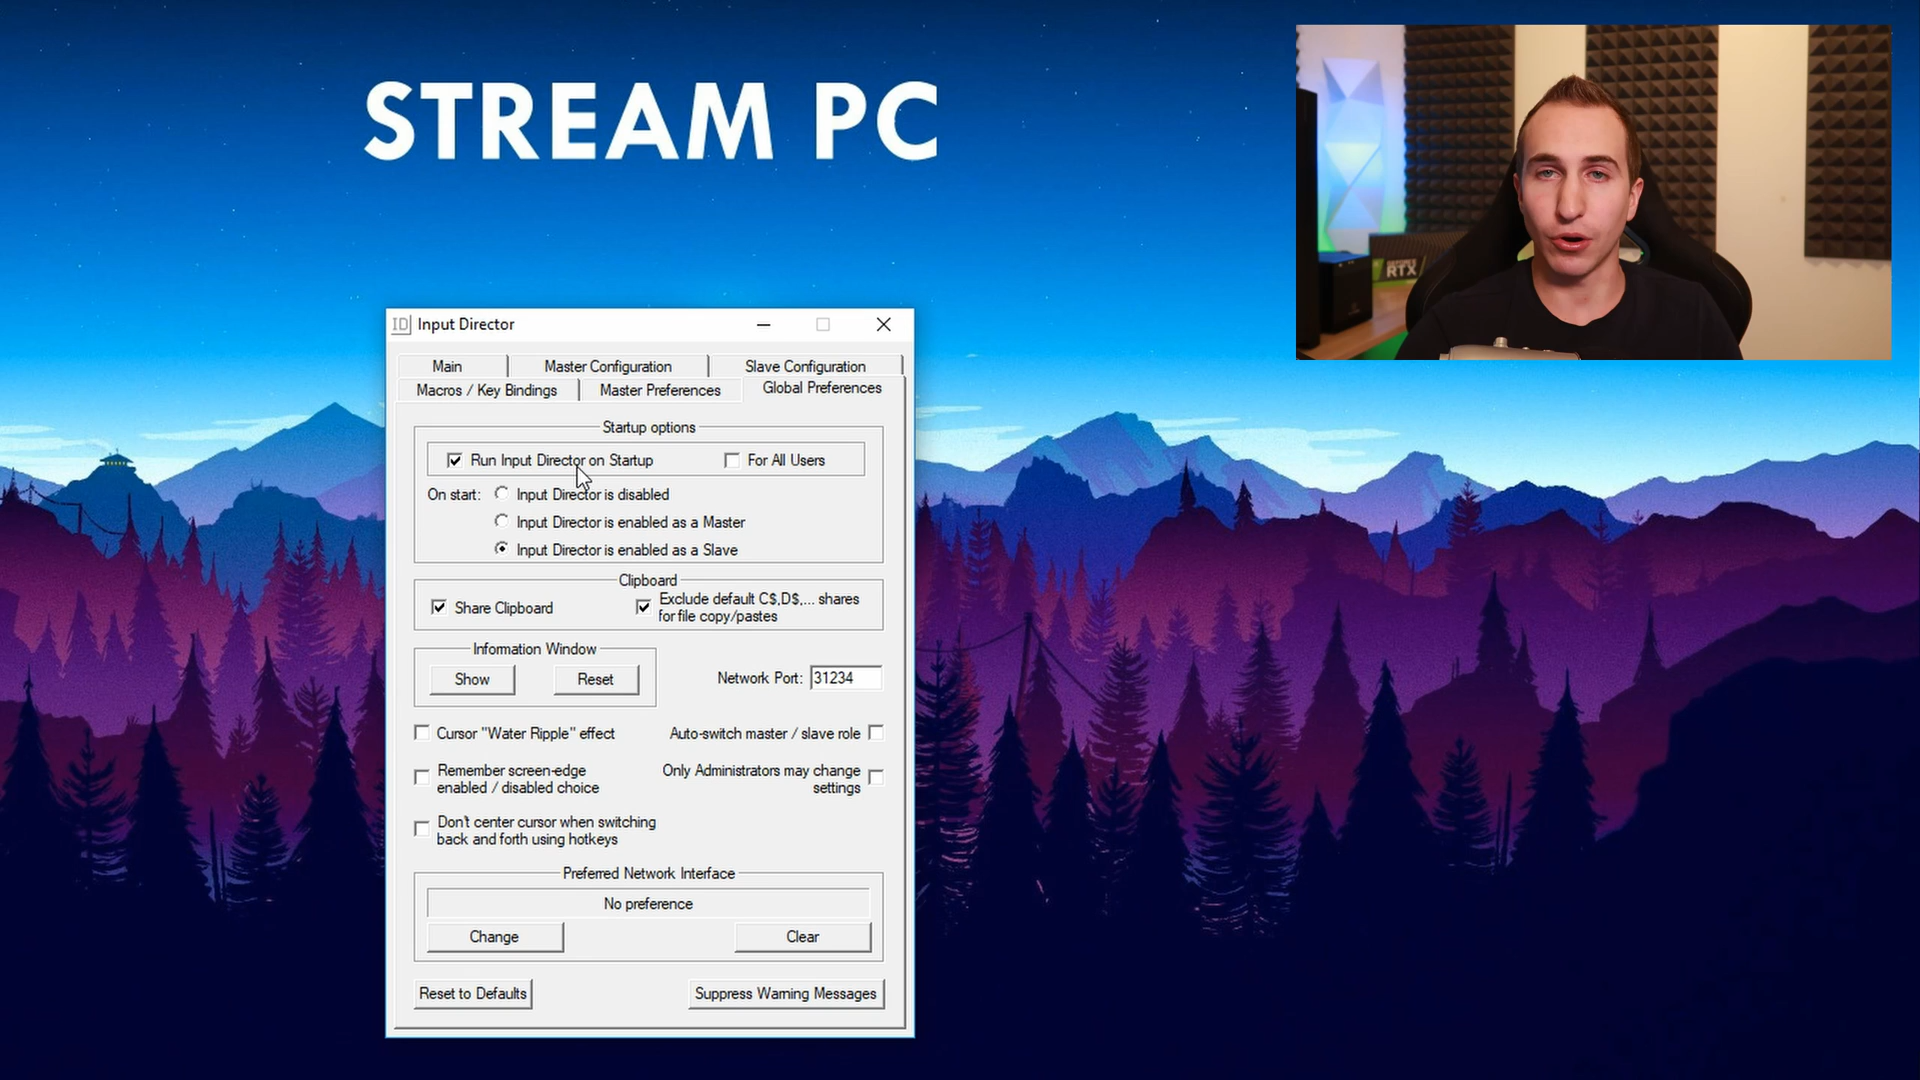 STREAM PC
GEFORCE
RTX
ID Input Director
Main
Master Configuration
Slave Configuration
Macros / Key Bindings
Master Preferences
Global Preferences
Startup options
Run Input Director on Startup
For All Users
On start:
Input Director is disabled
Input Director is enabled as a Master
Input Director is enabled as a Slave
Clipboard
Share Clipboard
Exclude default C$,D$,... shares
for file copy/pastes
Information Window
Show
Reset
Network Port: 31234
Cursor "Water Ripple" effect
Auto-switch master / slave role
Remember screen-edge
enabled / disabled choice
Only Administrators may change
settings
Don't center cursor when switching
back and forth using hotkeys
Preferred Network Interface
No preference
Change
Clear
Reset to Defaults
Suppress Warning Messages